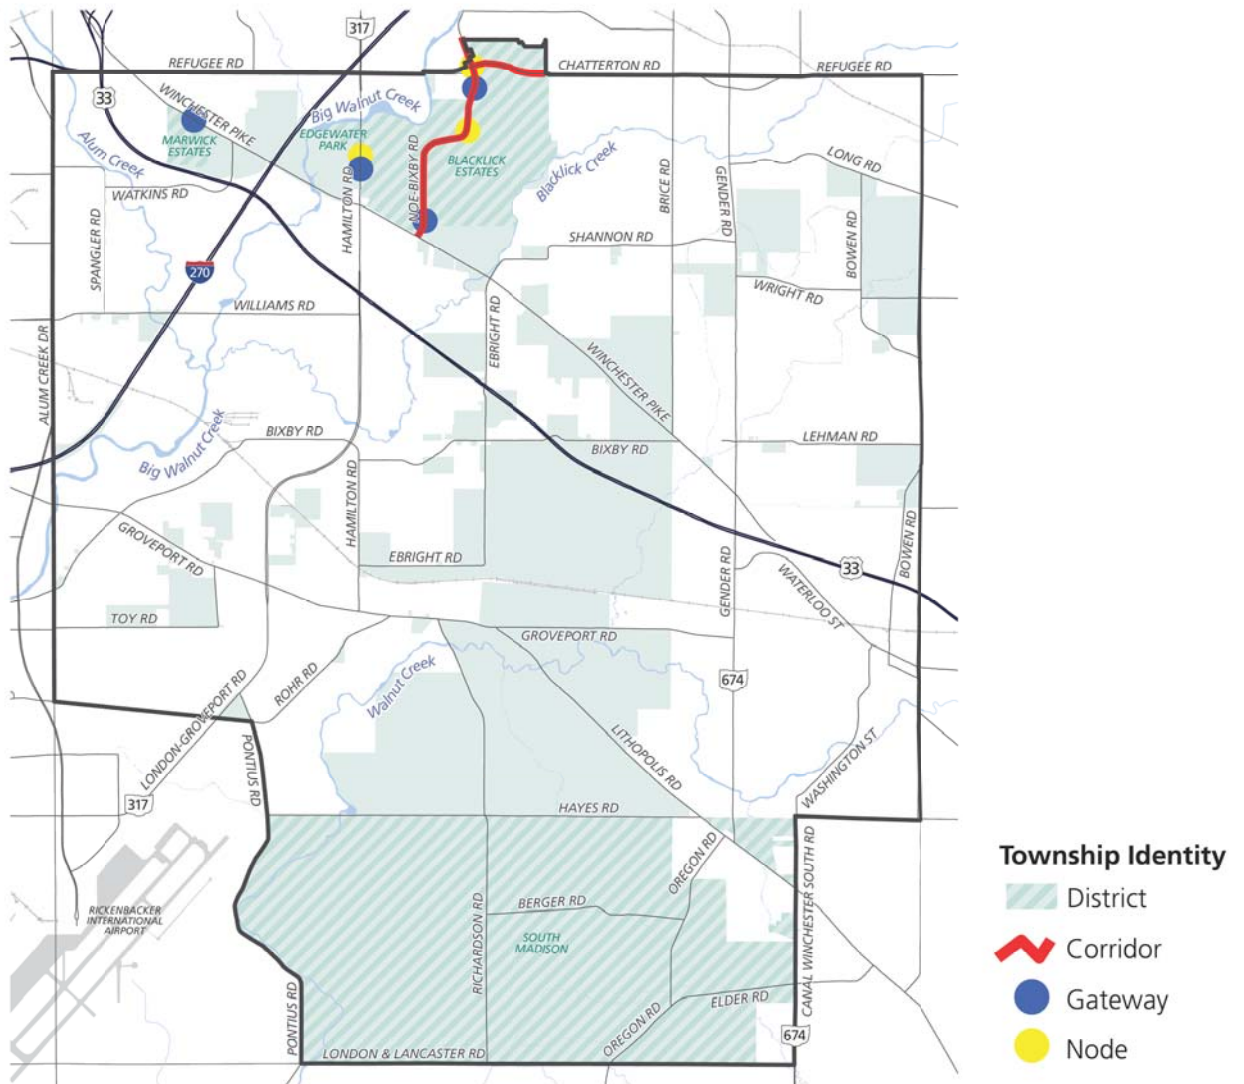 317
REFUGEE RD
CHATTERTON RD
REFUGEE RD
33
WINCHESTER PIKE
Big Walnut Creek
Alum Creek
MARWICK
ESTATES
EDGEWATER
PARK
NOE-BIXBY RD
BLACKLICK
ESTATES
Blacklick Creek
BRICE RD
GENDER RD
LONG RD
WATKINS RD
HAMILTON RD
SPANGLER RD
SHANNON RD
BOWEN RD
270
WRIGHT RD
WILLIAMS RD
EBRIGHT RD
ALUM CREEK DR
WINCHESTER PIKE
BIXBY RD
BIXBY RD
LEHMAN RD
Big Walnut Creek
HAMILTON RD
GROVEPORT RD
EBRIGHT RD
GENDER RD
33
BOWEN RD
WATERLOO ST
TOY RD
GROVEPORT RD
ROHR RD
Walnut Creek
674
LONDON-GROVEPORT RD
PONTIUS RD
LITHOPOLIS RD
WASHINGTON ST
317
HAYES RD
OREGON RD
CANAL WINCHESTER SOUTH RD
RICKENBACKER
INTERNATIONAL
AIRPORT
RICHARDSON RD
BERGER RD
SOUTH
MADISON
ELDER RD
PONTIUS RD
OREGON RD
674
LONDON & LANCASTER RD
Township Identity
District
Corridor
Gateway
Node